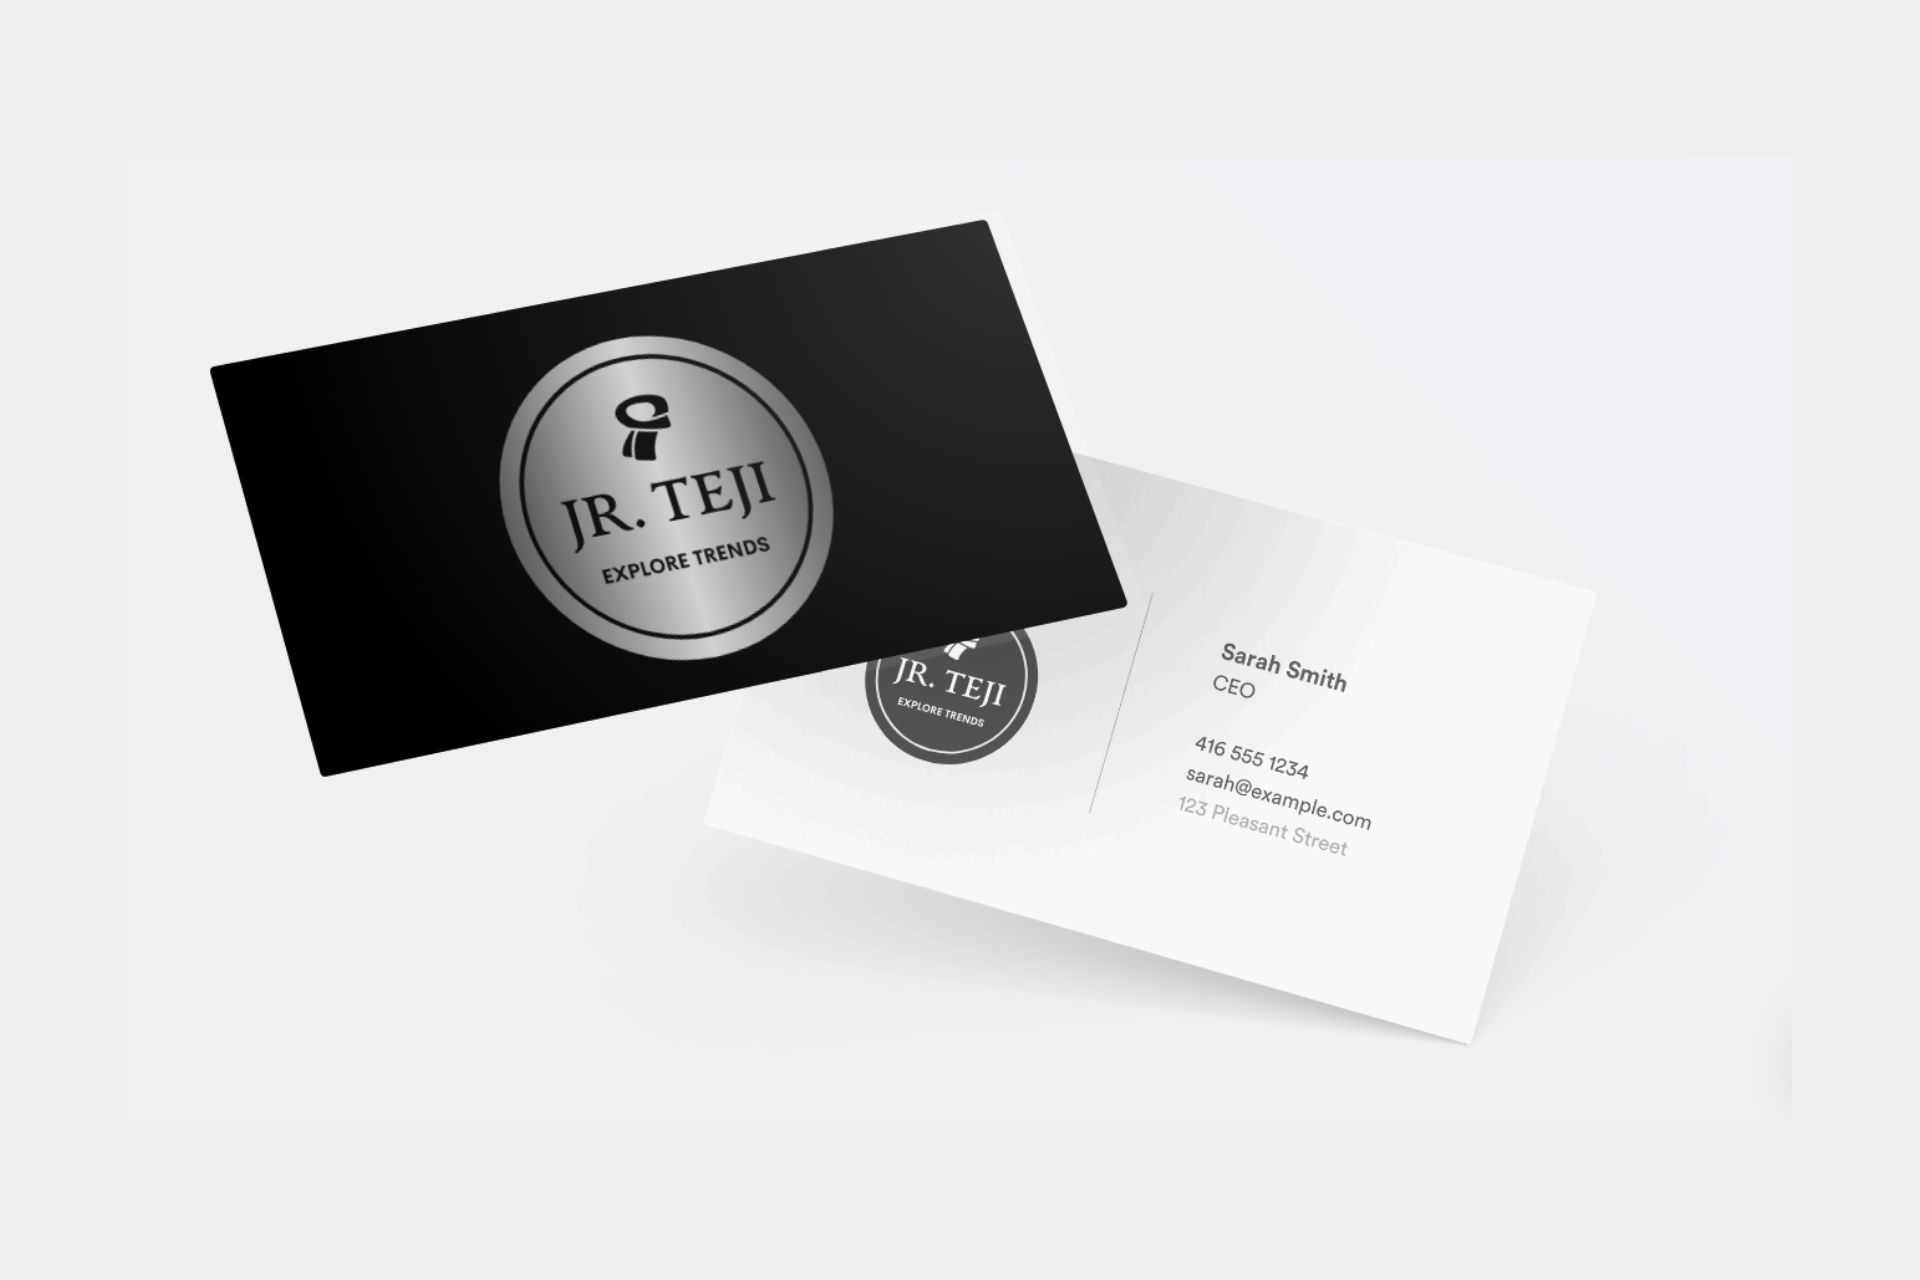 JR. TEJI
EXPLORE TRENDS
JR. TEJI
EXPLORE TRENDS
Sarah Smith
CEO
416 555 1234
sarah@example.com
123 Pleasant Street